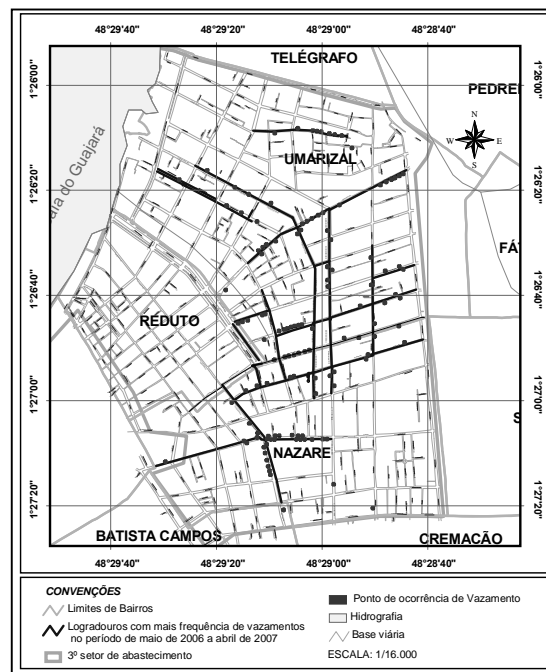 48°29'40" 48°29'20" 48°29'00" 48°28'40"
TELÉGRAFO
1°26'00" 1°26'00"
PEDREI
N
W E
S
UMARIZAL
aía do Guajará
1°26'20" 1°26'20"
FÁT
1°26'40" 1°26'40"
REDUTO
1°27'00" 1°27'00"
S
NAZARE
1°27'20" 1°27'20"
BATISTA CAMPOS CREMACÃO
48°29'40" 48°29'20" 48°29'00" 48°28'40"
CONVENÇÕES
Limites de Bairros
Logradouros com mais frequência de vazamentos
no período de maio de 2006 a abril de 2007
3º setor de abastecimento
Ponto de ocorrência de Vazamento
Hidrografia
Base viária
ESCALA: 1/16.000